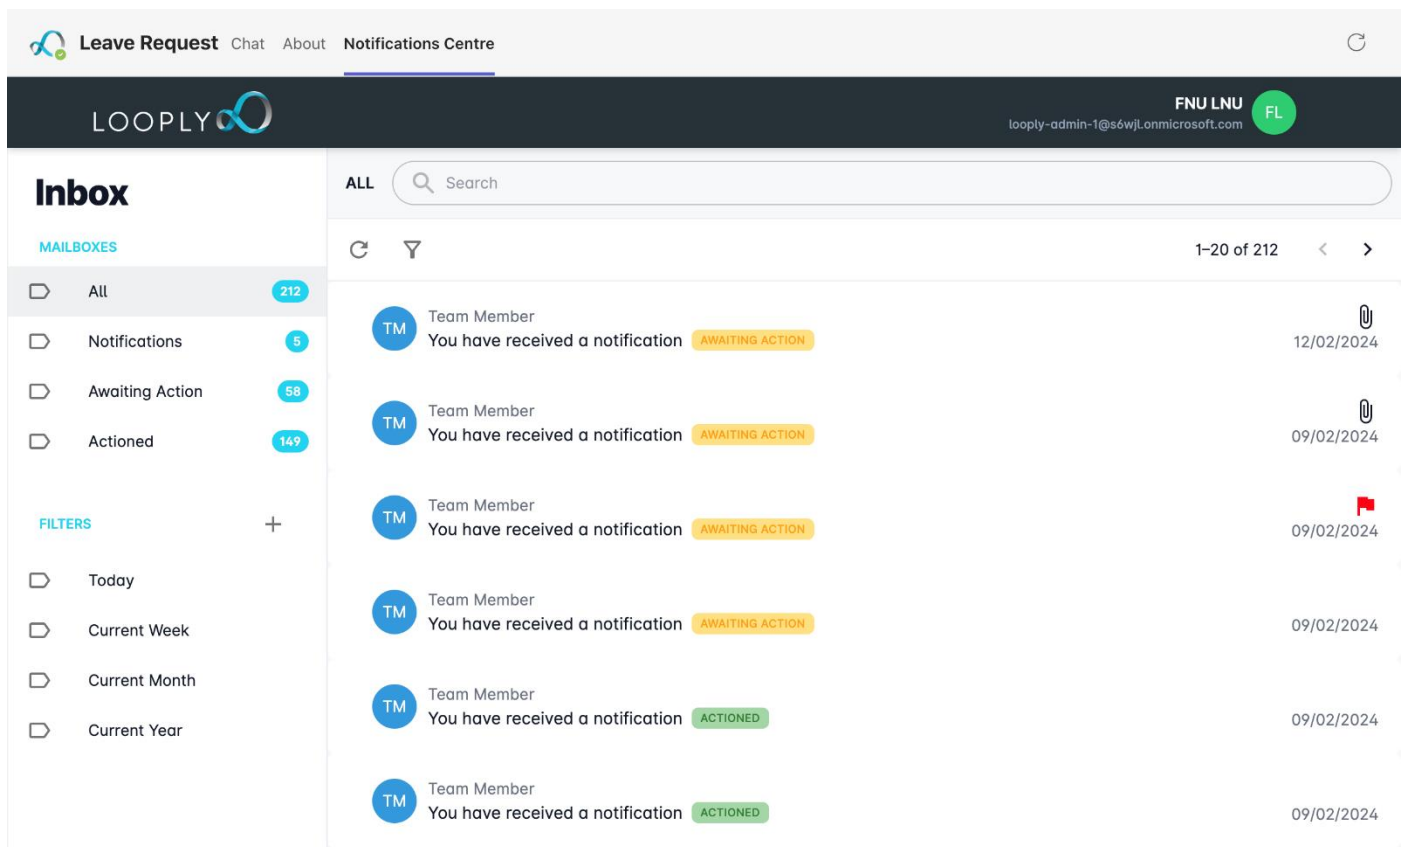 Leave Request Chat About Notifications Centre
LOOPLY
FNU LNU
looply-admin-1@s6wjl.onmicrosoft.com
FL
Inbox
MAILBOXES
All 212
Notifications 5
Awaiting Action 58
Actioned 149
FILTERS +
Today
Current Week
Current Month
Current Year
ALL Search
1–20 of 212
TM
Team Member
You have received a notification AWAITING ACTION
12/02/2024
TM
Team Member
You have received a notification AWAITING ACTION
09/02/2024
TM
Team Member
You have received a notification AWAITING ACTION
09/02/2024
TM
Team Member
You have received a notification AWAITING ACTION
09/02/2024
TM
Team Member
You have received a notification ACTIONED
09/02/2024
TM
Team Member
You have received a notification ACTIONED
09/02/2024